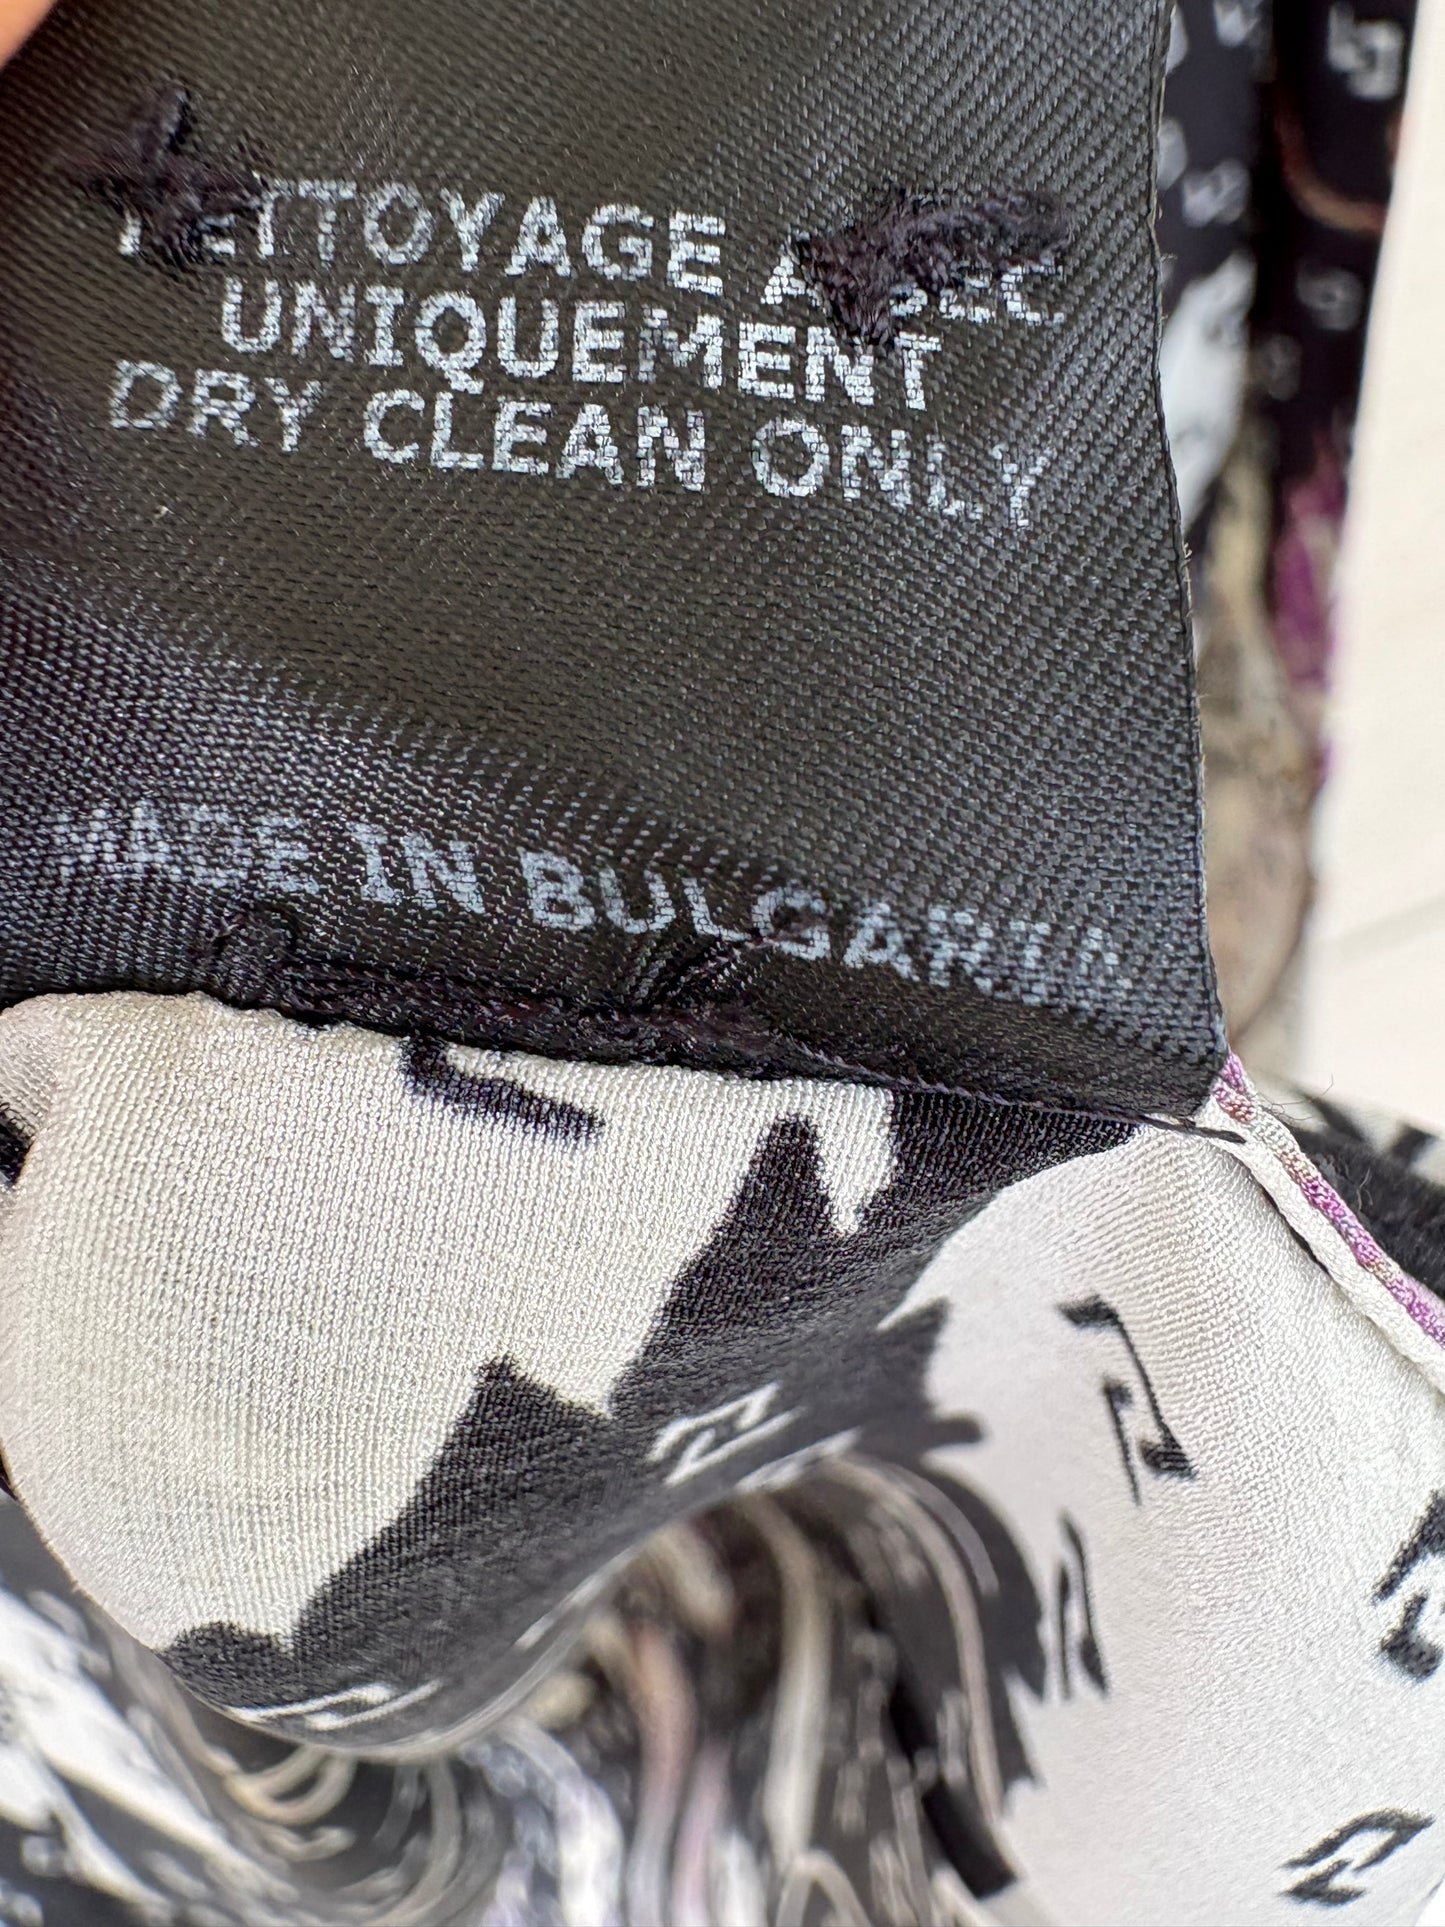 NETTOYAGE A SEC
UNIQUEMENT
DRY CLEAN ONLY
MADE IN BULGARIA